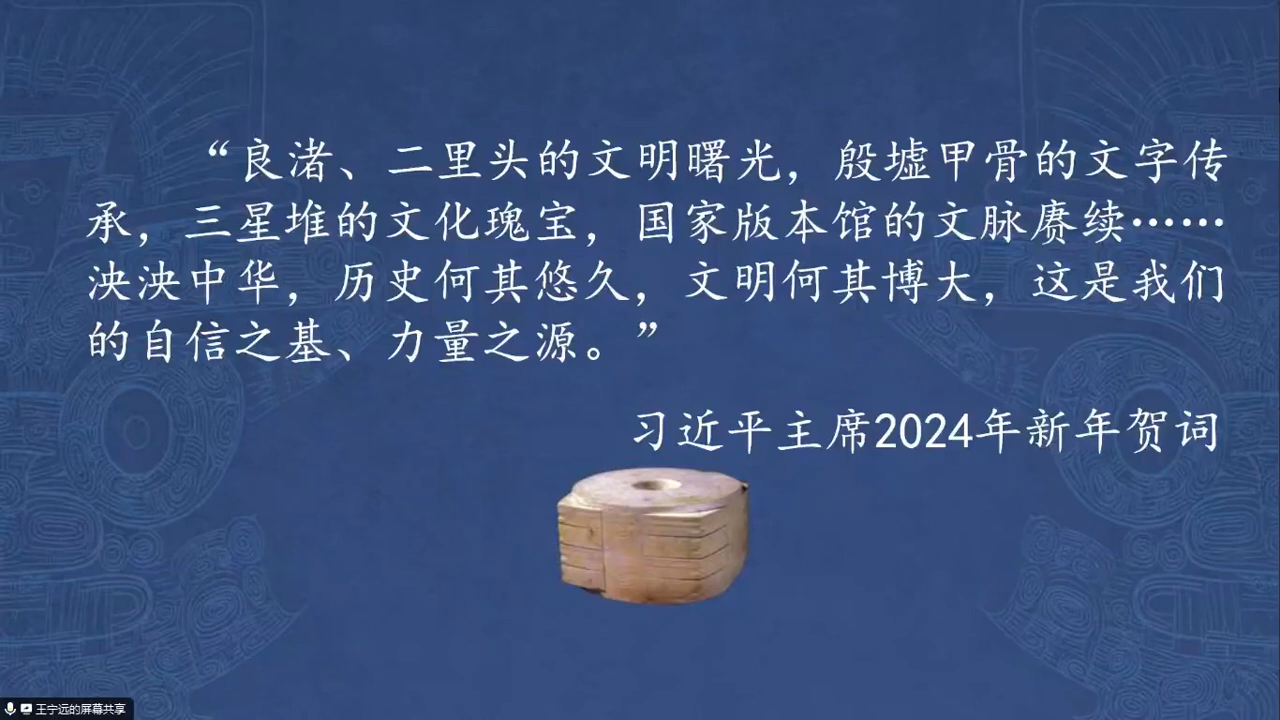 “良渚、二里头的文明曙光，殷墟甲骨的文字传
承，三星堆的文化瑰宝，国家版本馆的文脉赓续……
泱泱中华，历史何其悠久，文明何其博大，这是我们
的自信之基、力量之源。”
习近平主席2024年新年贺词
王宁远的屏幕共享